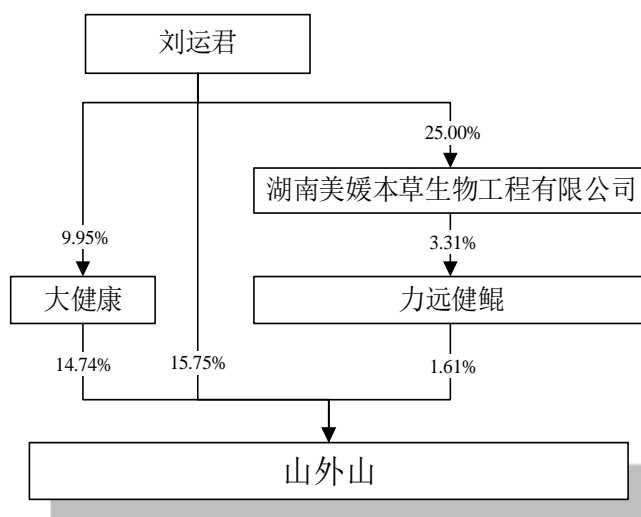 刘运君
25.00%
湖南美媛本草生物工程有限公司
9.95%
3.31%
大健康
力远健鲲
14.74%
15.75%
1.61%
山外山